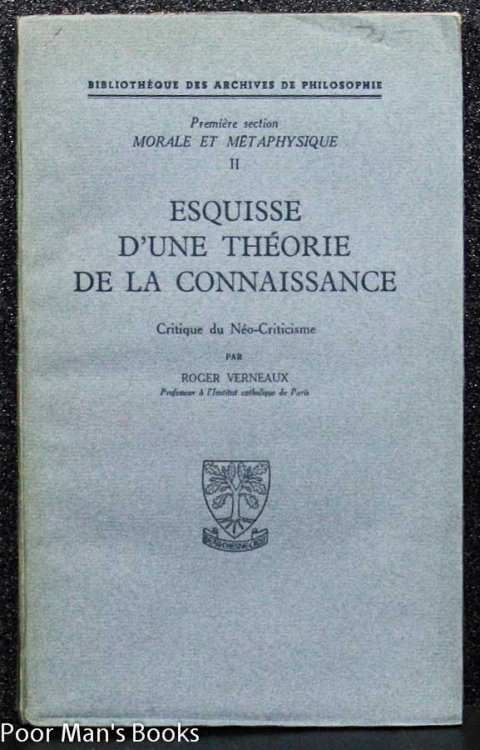 BIBLIOTHÈQUE DES ARCHIVES DE PHILOSOPHIE
Première section
MORALE ET MÉTAPHYSIQUE
II
ESQUISSE
D'UNE THÉORIE
DE LA CONNAISSANCE
Critique du Néo-Criticisme
PAR
ROGER VERNEAUX
Professeur à l'Institut catholique de Paris
Poor Man's Books